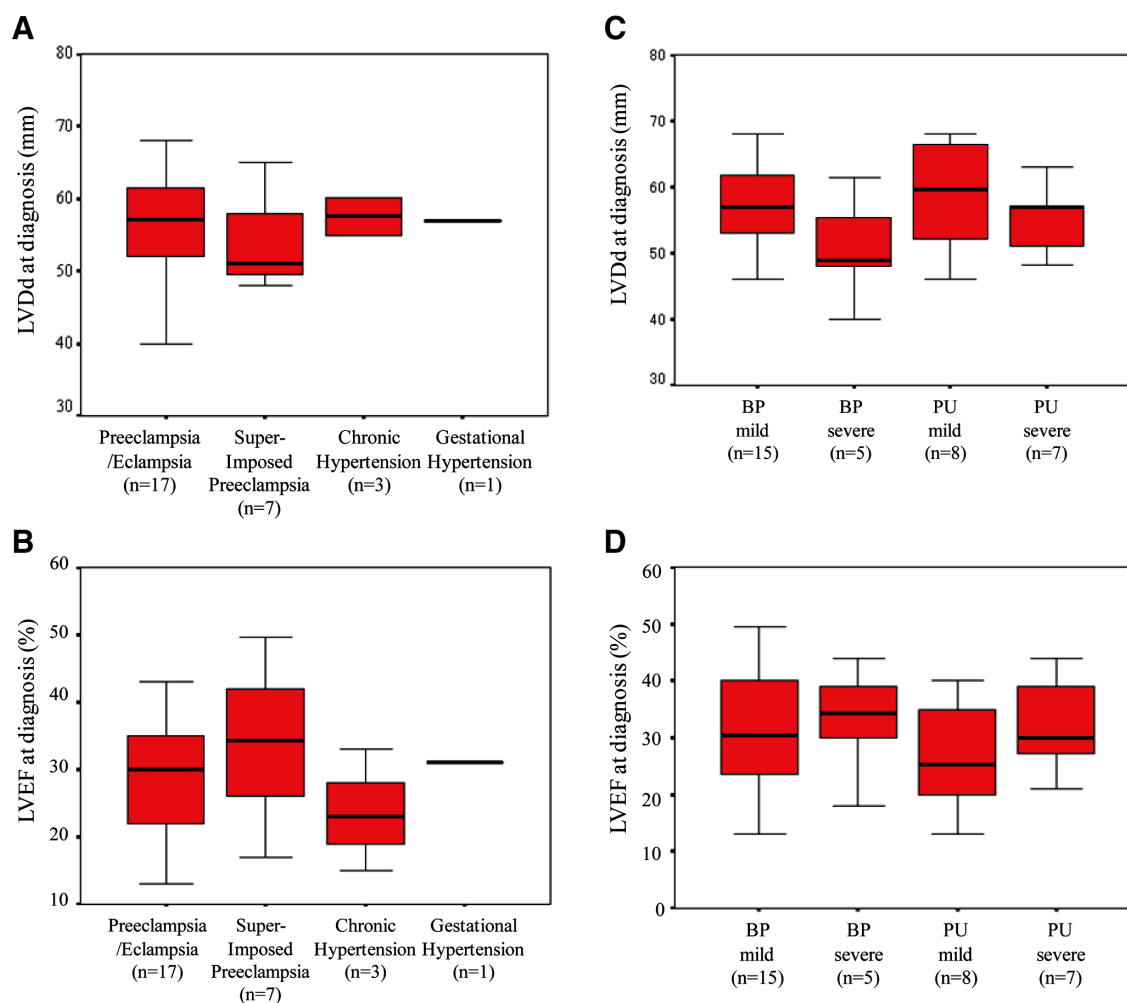 A
LVDd at diagnosis (mm)
80
70
60
50
40
30
Preeclampsia
/Eclampsia
(n=17)
Super-
Imposed
Preeclampsia
(n=7)
Chronic
Hypertension
(n=3)
Gestational
Hypertension
(n=1)
C
LVDd at diagnosis (mm)
80
70
60
50
40
30
BP
mild
(n=15)
BP
severe
(n=5)
PU
mild
(n=8)
PU
severe
(n=7)
B
LVEF at diagnosis (%)
60
50
40
30
20
10
Preeclampsia
/Eclampsia
(n=17)
Super-
Imposed
Preeclampsia
(n=7)
Chronic
Hypertension
(n=3)
Gestational
Hypertension
(n=1)
D
LVEF at diagnosis (%)
60
50
40
30
20
10
0
BP
mild
(n=15)
BP
severe
(n=5)
PU
mild
(n=8)
PU
severe
(n=7)